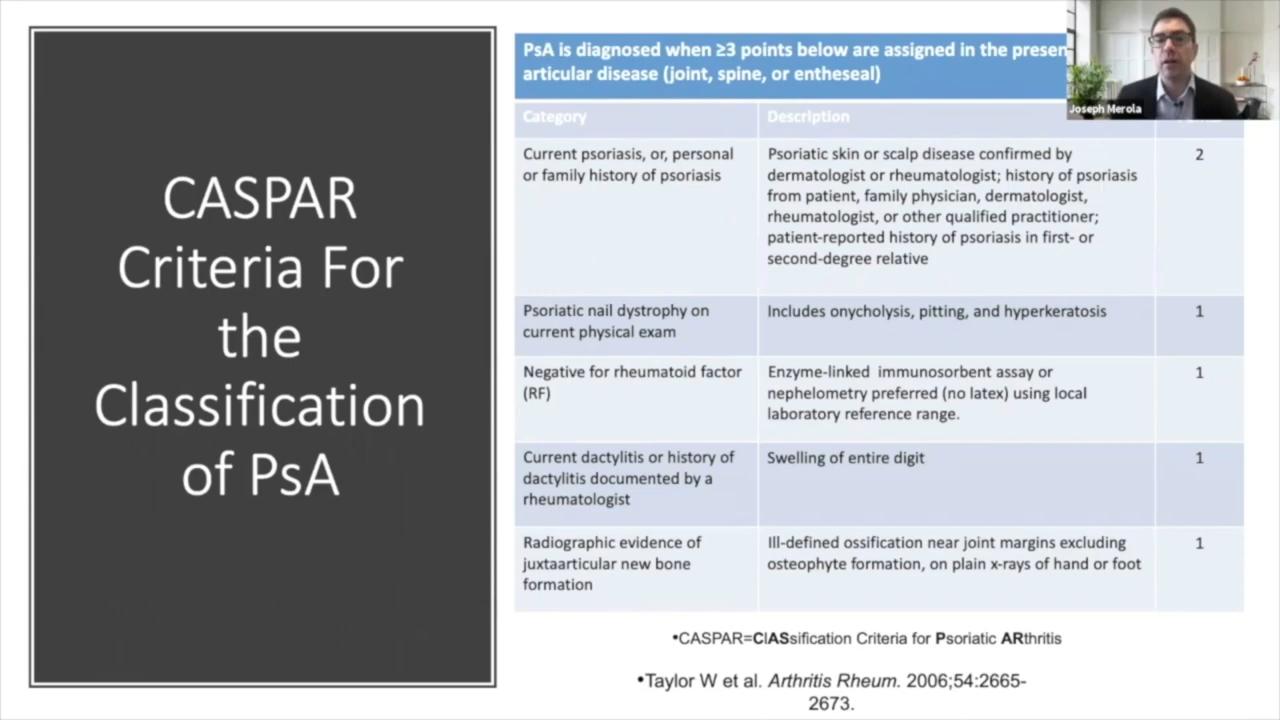 CASPAR
Criteria For
the
Classification
of PsA
PsA is diagnosed when ≥3 points below are assigned in the
articular disease (joint, spine, or entheseal)
Joseph Merola
Category
Description
Current psoriasis, or, personal
or family history of psoriasis
Psoriatic skin or scalp disease confirmed by
dermatologist or rheumatologist; history of psoriasis
from patient, family physician, dermatologist,
rheumatologist, or other qualified practitioner;
patient-reported history of psoriasis in first- or
second-degree relative
2
Psoriatic nail dystrophy on
current physical exam
Includes onycholysis, pitting, and hyperkeratosis
1
Negative for rheumatoid factor
(RF)
Enzyme-linked immunosorbent assay or
nephelometry preferred (no latex) using local
laboratory reference range.
1
Current dactylitis or history of
dactylitis documented by a
rheumatologist
Swelling of entire digit
1
Radiographic evidence of
juxtaarticular new bone
formation
Ill-defined ossification near joint margins excluding
osteophyte formation, on plain x-rays of hand or foot
1
•CASPAR=ClASsification Criteria for Psoriatic ARthritis
•Taylor W et al. Arthritis Rheum. 2006;54:2665-
2673.